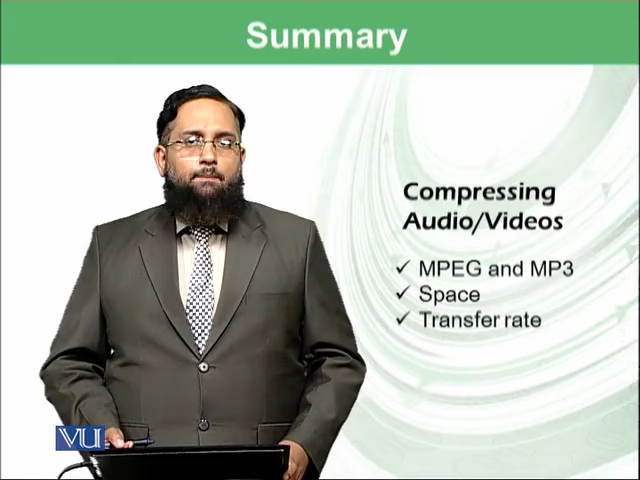 Summary
Compressing
Audio/Videos
✓ MPEG and MP3
✓ Space
✓ Transfer rate
VU